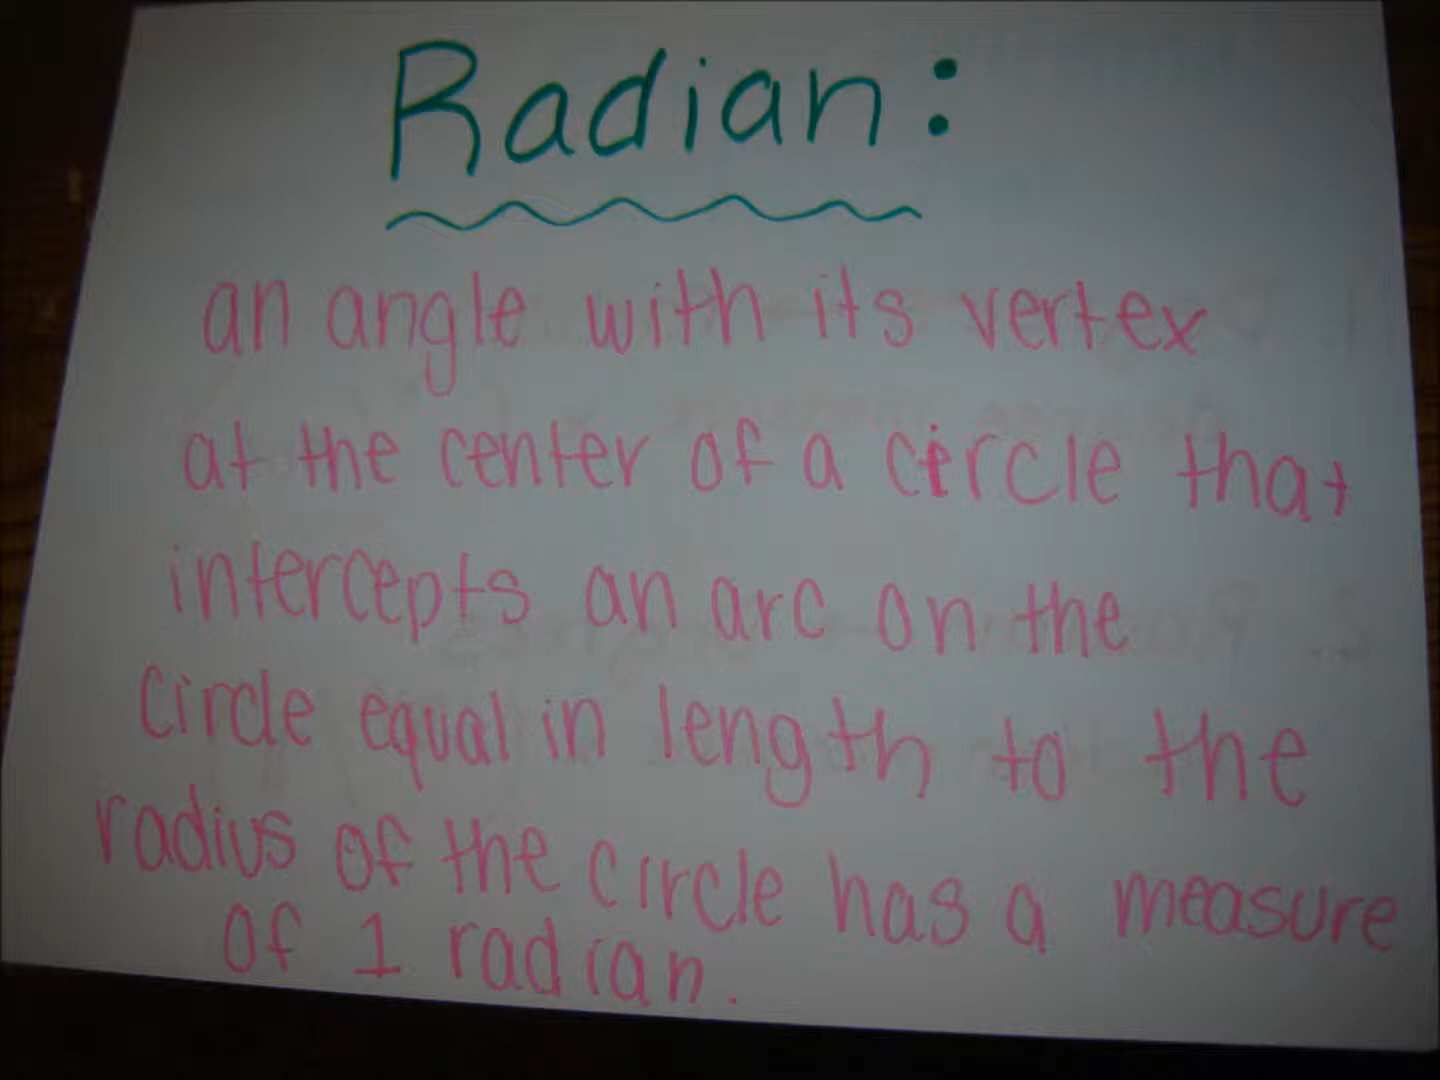 Radian:
an angle with its vertex
at the center of a circle that
intercepts an arc on the
circle equal in length to the
radius of the circle has a measure
of 1 radian.